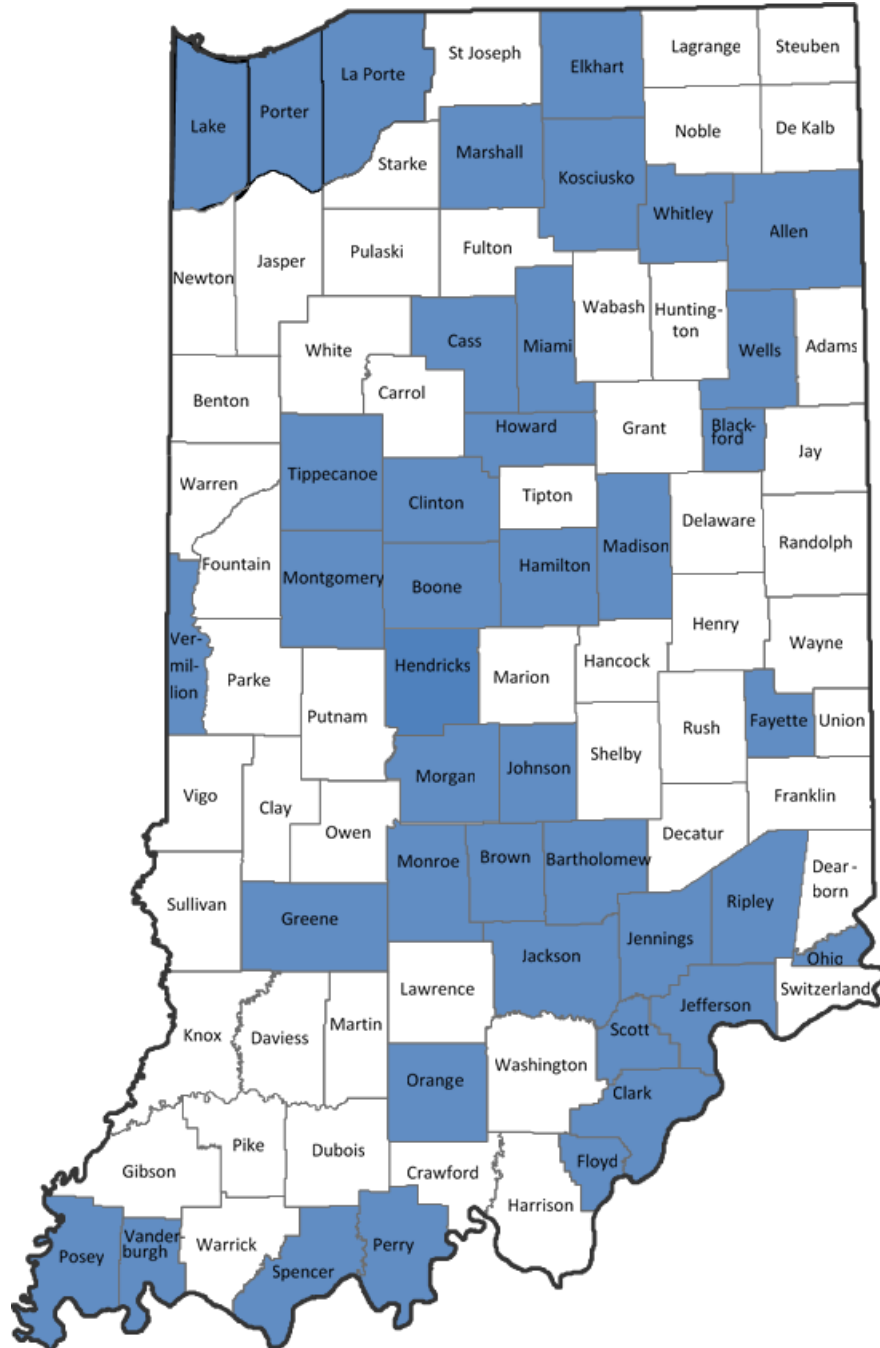 St Joseph
Lagrange
Steuben
La Porte
Elkhart
Porter
Lake
Noble
De Kalb
Marshall
Starke
Kosciusko
Whitley
Allen
Pulaski
Fulton
Jasper
Newton
Wabash
Hunting-
ton
White
Cass
Miami
Wells
Adams
Carrol
Benton
Howard
Grant
Black-
ford
Jay
Tippecanoe
Warren
Clinton
Tipton
Delaware
Madison
Randolph
Fountain
Montgomery
Boone
Hamilton
Henry
Wayne
Ver-
mil-
lion
Parke
Hendricks
Marion
Hancock
Putnam
Rush
Fayette
Union
Shelby
Morgan
Johnson
Vigo
Clay
Franklin
Owen
Decatur
Monroe
Brown
Bartholomew
Dear-
born
Sullivan
Greene
Ripley
Jennings
Jackson
Ohio
Lawrence
Switzerland
Jefferson
Knox
Daviess
Martin
Scott
Washington
Orange
Clark
Pike
Dubois
Gibson
Crawford
Floyd
Harrison
Posey
Vander-
burgh
Warrick
Spencer
Perry